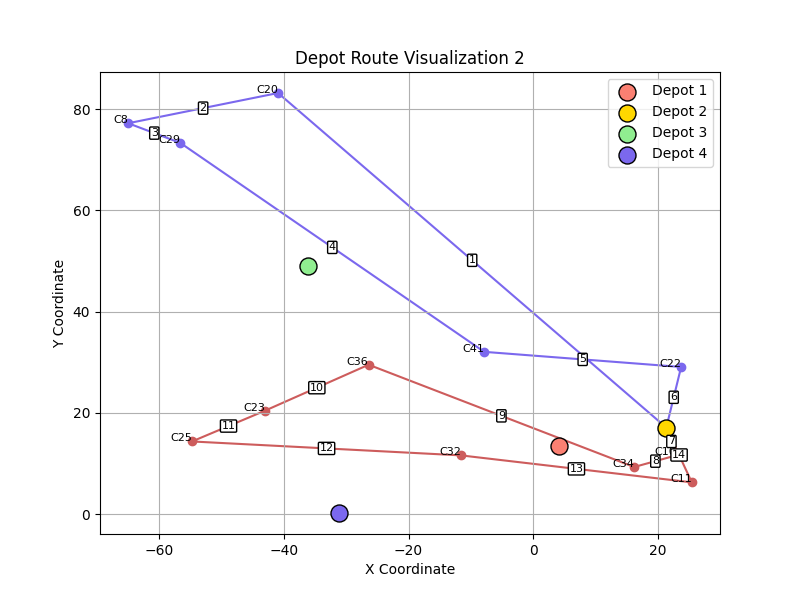 Depot Route Visualization 2
Depot 1
Depot 2
Depot 3
Depot 4
Y Coordinate
80
60
40
20
0
C20
C8
2
3
C29
4
1
C41
5
C22
C36
6
10
C23
9
11
C25
7
12
C32
14
8
C34
13
C11
−60
−40
−20
0
20
X Coordinate